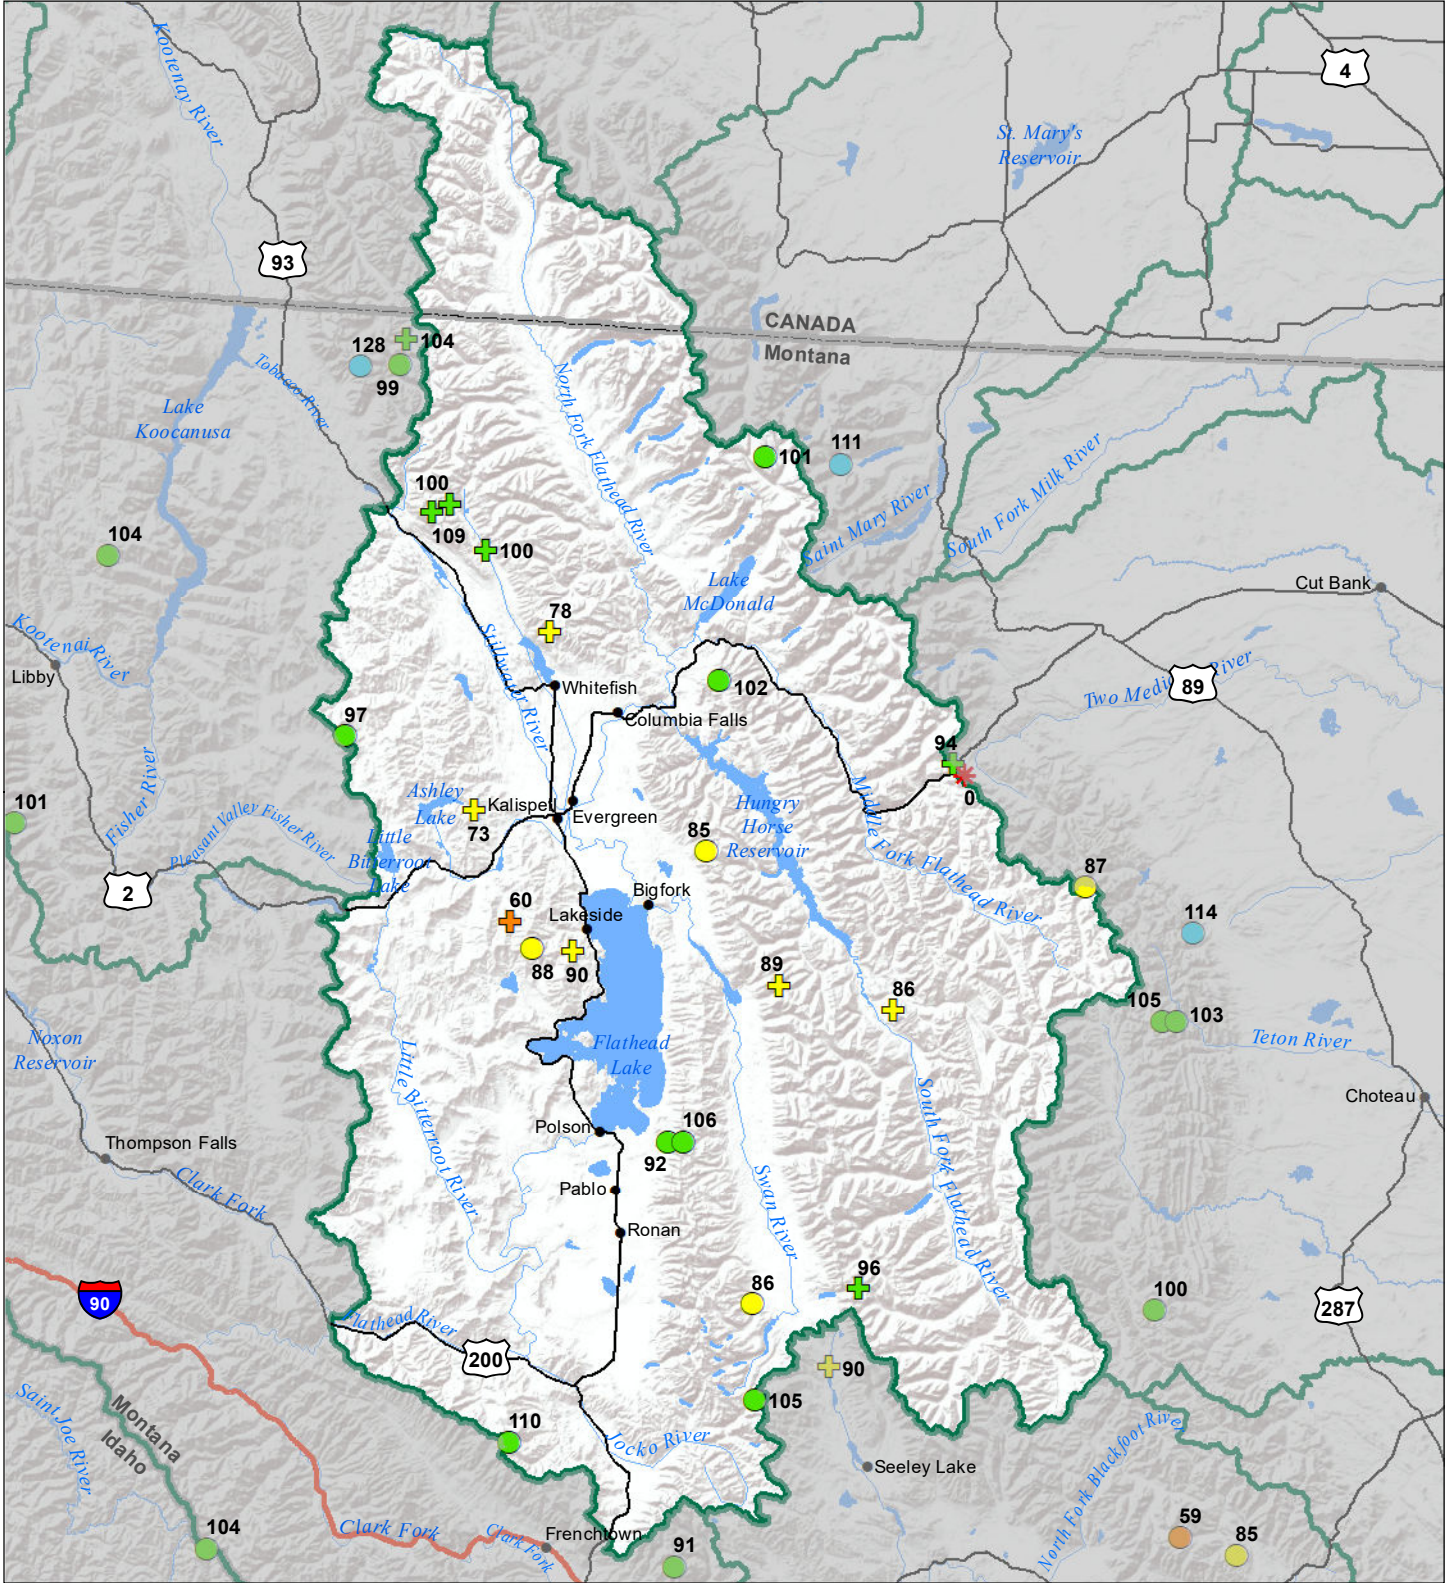 Kootenay River
4
St. Mary's
Reservoir
93
CANADA
Montana
104
128
99
Tobacco River
Lake
Koocanusa
North Fork Flathead River
101
111
100
109
100
Saint Mary River
South Fork Milk River
104
Lake
McDonald
Cut Bank
78
Kootenai River
Libby
Stillwater River
Whitefish
102
Columbia Falls
Two Medi River
89
97
94
0
Fisher River
Ashley
Lake
73
Kalispell
Evergreen
Hungry
Horse
Reservoir
Middle Fork Flathead River
101
Pleasant Valley Fisher River
Little
Bitterroot
Lake
85
2
87
60
Lakeside
Bigfork
114
88
90
89
86
105
103
Noxon
Reservoir
Flathead
Lake
Teton River
Little Bitterroot River
South Fork Flathead River
Choteau
Thompson Falls
Polson
106
92
Clark Fork
Pablo
Swan River
Ronan
96
86
90
100
287
Flathead River
200
90
105
Saint Joe River
Montana
Idaho
110
Jocko River
Seeley Lake
North Fork Blackfoot River
104
Clark Fork
Clark Fork
Frenchtown
91
59
85